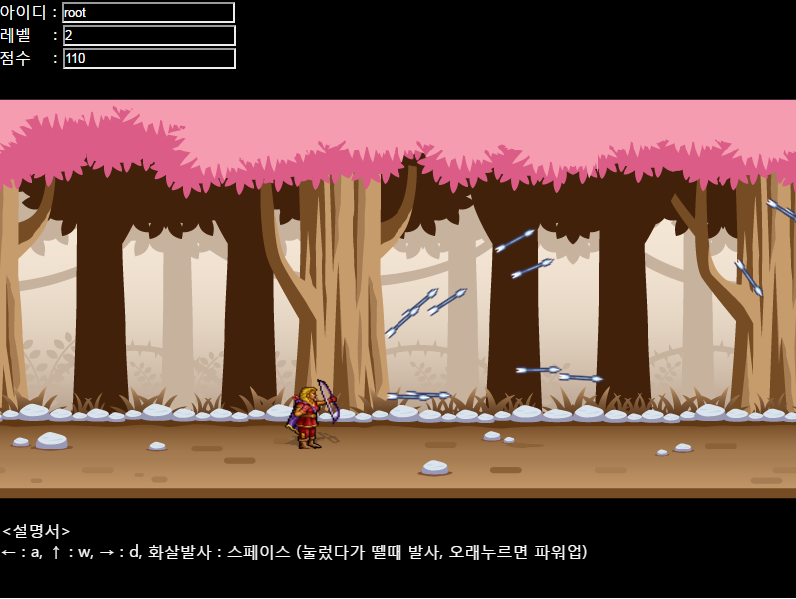 아이디 : root
레벨 : 2
점수 : 110
<설명서>
← : a, ↑ : w, → : d, 화살발사 : 스페이스 (눌렀다가 뗄때 발사, 오래누르면 파워업)